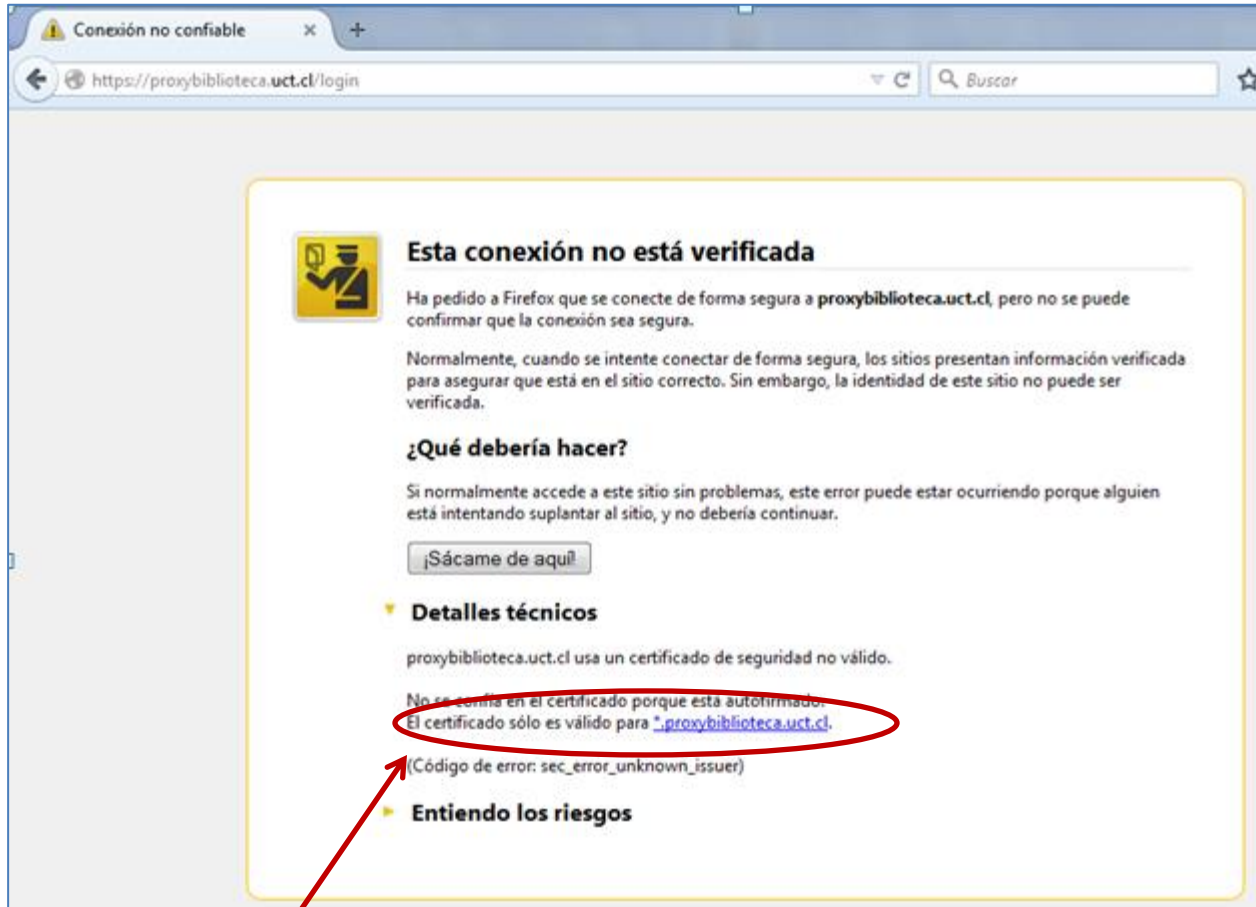 Conexión no confiable
https://proxybiblioteca.uct.cl/login
Buscar
Esta conexión no está verificada
Ha pedido a Firefox que se conecte de forma segura a proxybiblioteca.uct.cl, pero no se puede
confirmar que la conexión sea segura.
Normalmente, cuando se intente conectar de forma segura, los sitios presentan información verificada
para asegurar que está en el sitio correcto. Sin embargo, la identidad de este sitio no puede ser
verificada.
¿Qué debería hacer?
Si normalmente accede a este sitio sin problemas, este error puede estar ocurriendo porque alguien
está intentando suplantar al sitio, y no debería continuar.
¡Sácame de aquí!
Detalles técnicos
proxybiblioteca.uct.cl usa un certificado de seguridad no válido.
No se confía en el certificado porque está autofirmado.
El certificado sólo es válido para *.proxybiblioteca.uct.cl.
(Código de error: sec_error_unknown_issuer)
Entiendo los riesgos